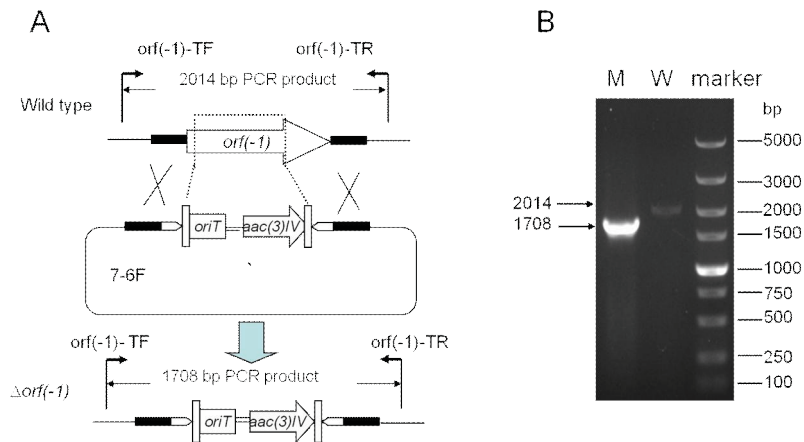 A
orf(-1)-TF orf(-1)-TR
2014 bp PCR product
Wild type
orf(-1)
oriT aac(3)IV
7-6F
orf(-1)-TF orf(-1)-TR
1708 bp PCR product
Δorf(-1)
oriT aac(3)IV
B
M W marker
bp
5000
3000
2014
2000
1708
1500
1000
750
500
250
100